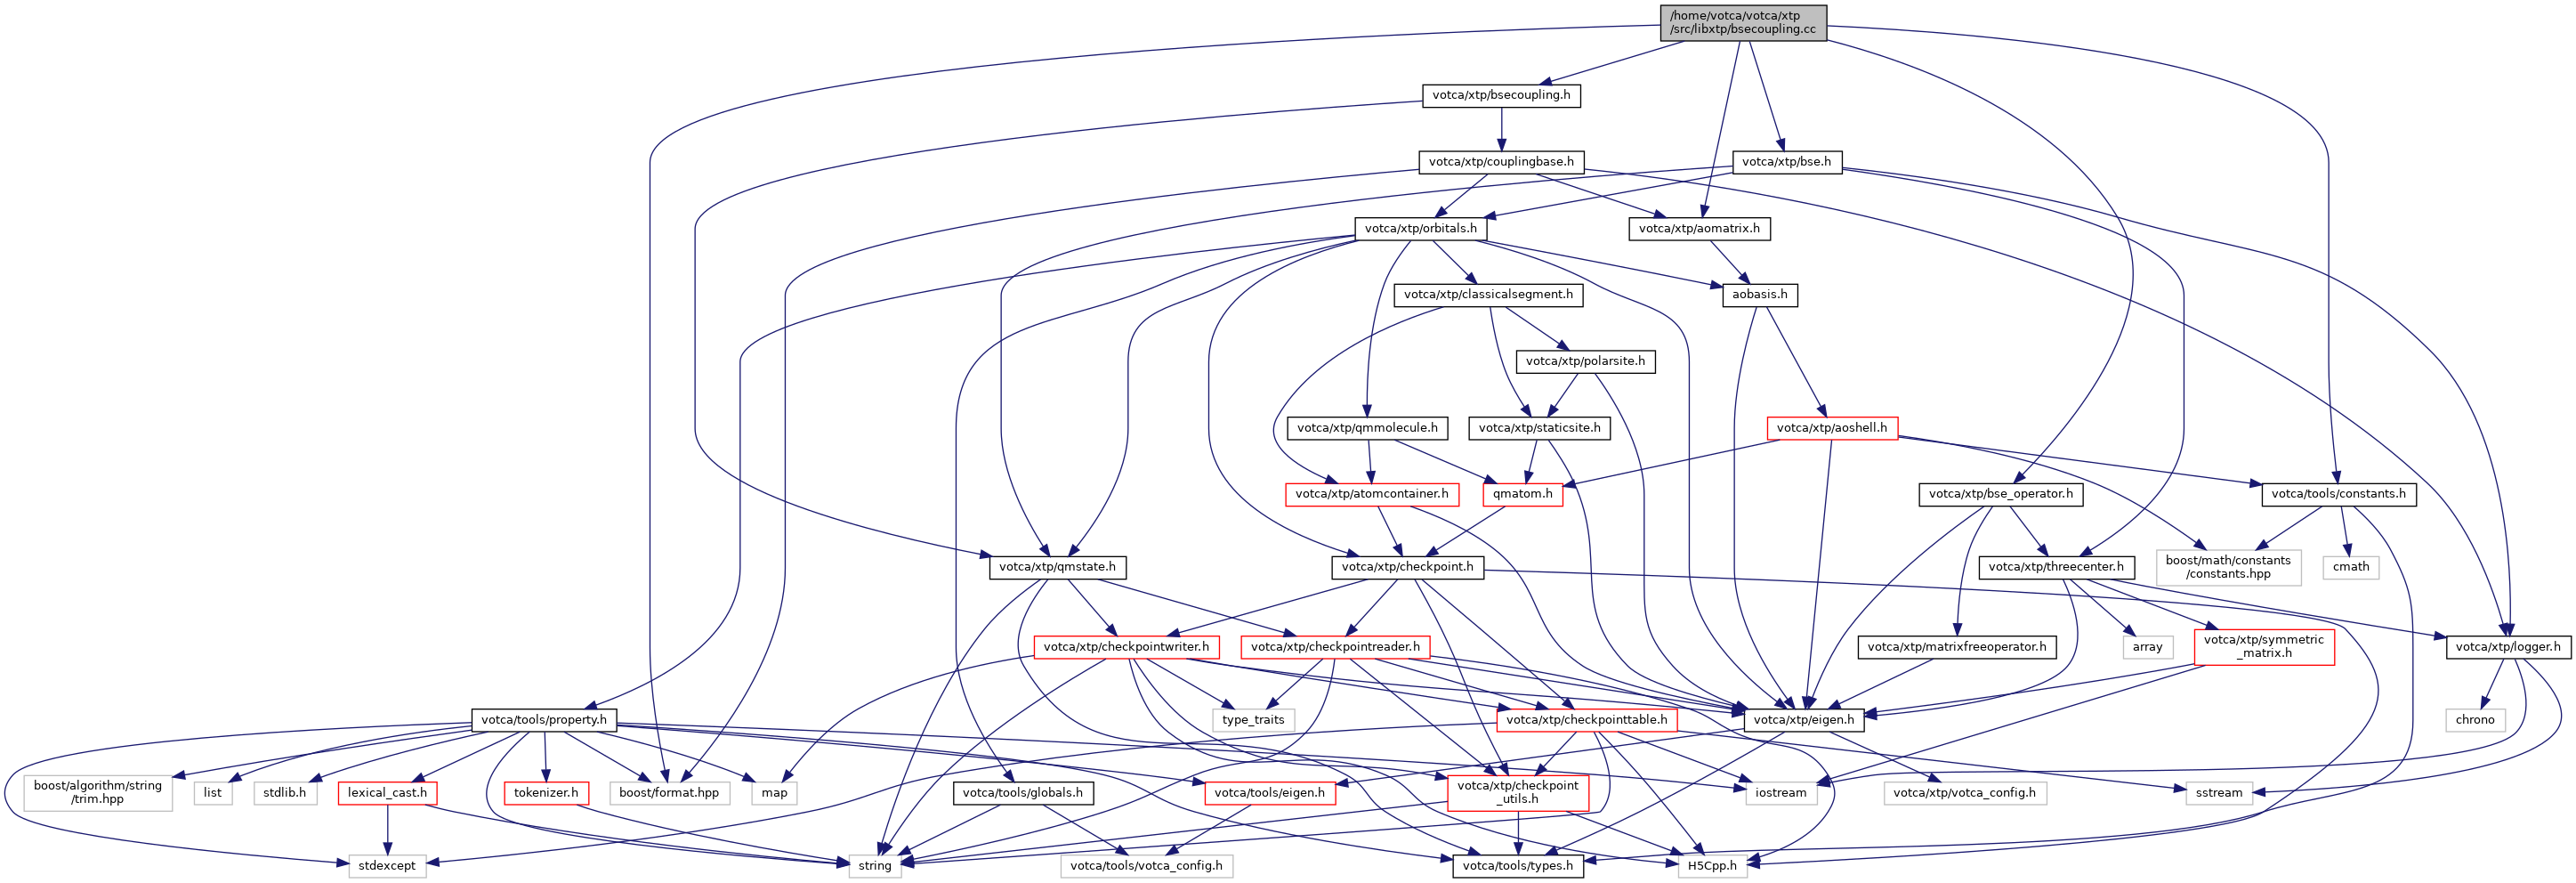 /home/votca/votca/xtp
/src/libxtp/bsecoupling.cc
votca/xtp/bsecoupling.h
votca/xtp/couplingbase.h
votca/xtp/bse.h
votca/xtp/orbitals.h
votca/xtp/aomatrix.h
votca/xtp/classicalsegment.h
aobasis.h
votca/xtp/polarsite.h
votca/xtp/qmmolecule.h
votca/xtp/staticsite.h
votca/xtp/aoshell.h
votca/xtp/atomcontainer.h
qmatom.h
votca/xtp/bse_operator.h
votca/tools/constants.h
votca/xtp/qmstate.h
votca/xtp/checkpoint.h
votca/xtp/threecenter.h
boost/math/constants
/constants.hpp
cmath
votca/xtp/checkpointwriter.h
votca/xtp/checkpointreader.h
votca/xtp/matrixfreeoperator.h
array
votca/xtp/symmetric
_matrix.h
votca/xtp/logger.h
votca/tools/property.h
type_traits
votca/xtp/checkpointtable.h
votca/xtp/eigen.h
chrono
boost/algorithm/string
/trim.hpp
list
stdlib.h
lexical_cast.h
tokenizer.h
boost/format.hpp
map
votca/tools/globals.h
votca/tools/eigen.h
votca/xtp/checkpoint
_utils.h
iostream
votca/xtp/votca_config.h
sstream
stdexcept
string
votca/tools/votca_config.h
votca/tools/types.h
H5Cpp.h